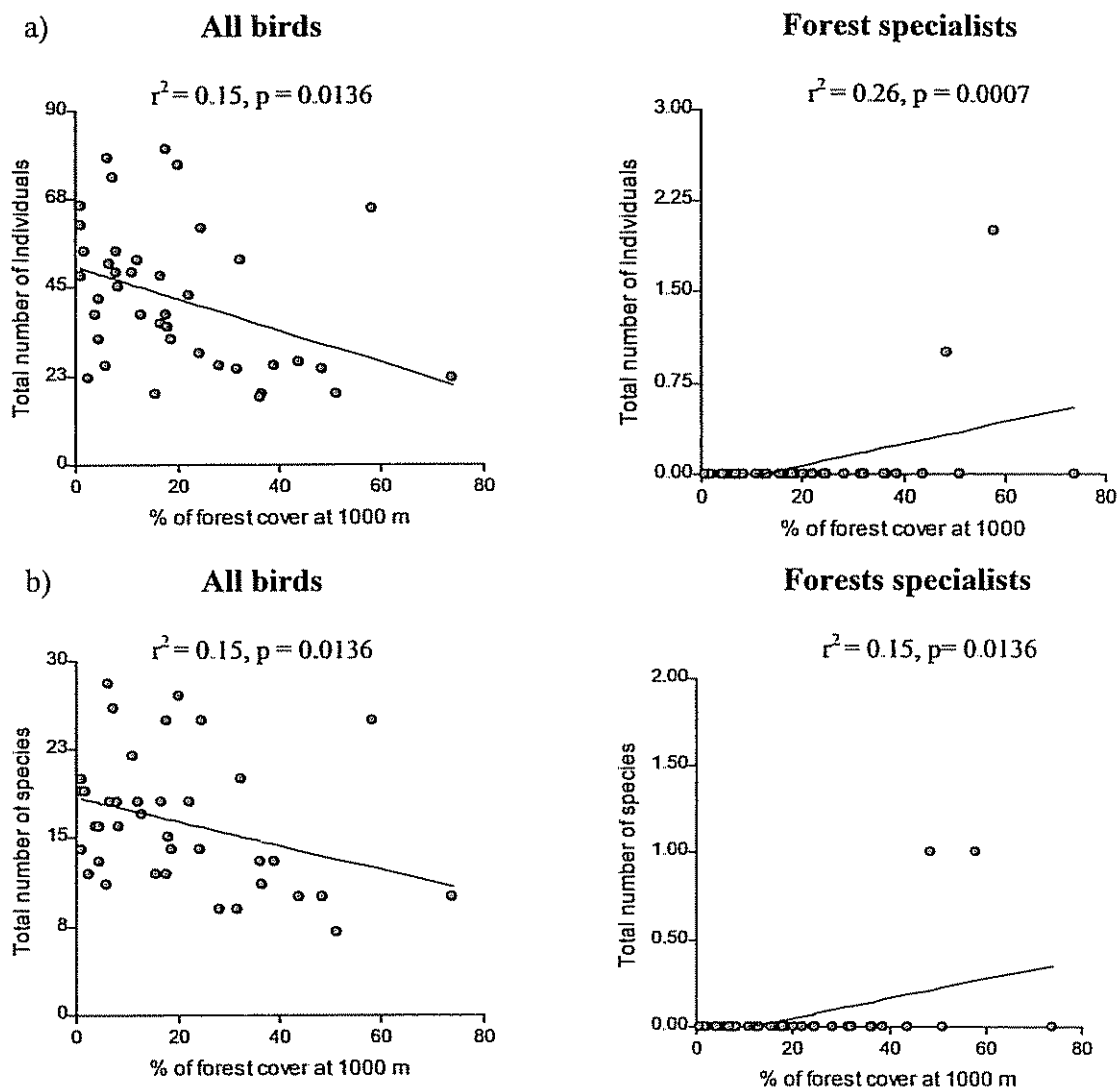 a)
All birds
r² = 0.15, p = 0.0136
90
68
45
23
0
Total number of individuals
0
20
40
60
80
% of forest cover at 1000 m
Forest specialists
r² = 0.26, p = 0.0007
3.00
2.25
1.50
0.75
0.00
Total number of individuals
0
20
40
60
80
% of forest cover at 1000
b)
All birds
r² = 0.15, p = 0.0136
30
23
15
8
0
Total number of species
0
20
40
60
80
% of forest cover at 1000 m
Forests specialists
r² = 0.15, p= 0.0136
2.00
1.50
1.00
0.50
0.00
Total number of species
0
20
40
60
80
% of forest cover at 1000 m